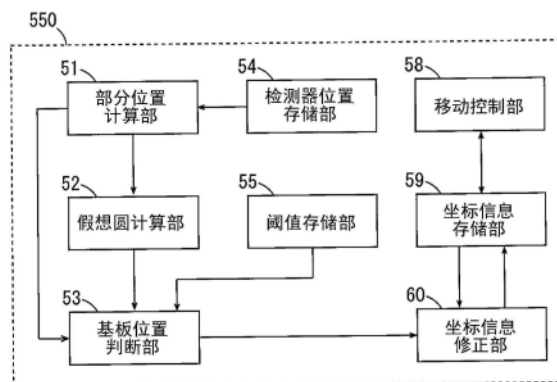 550
51
部分位置
计算部
54
检测器位置
存储部
58
移动控制部
52
假想圆计算部
55
阈值存储部
59
坐标信息
存储部
53
基板位置
判断部
60
坐标信息
修正部